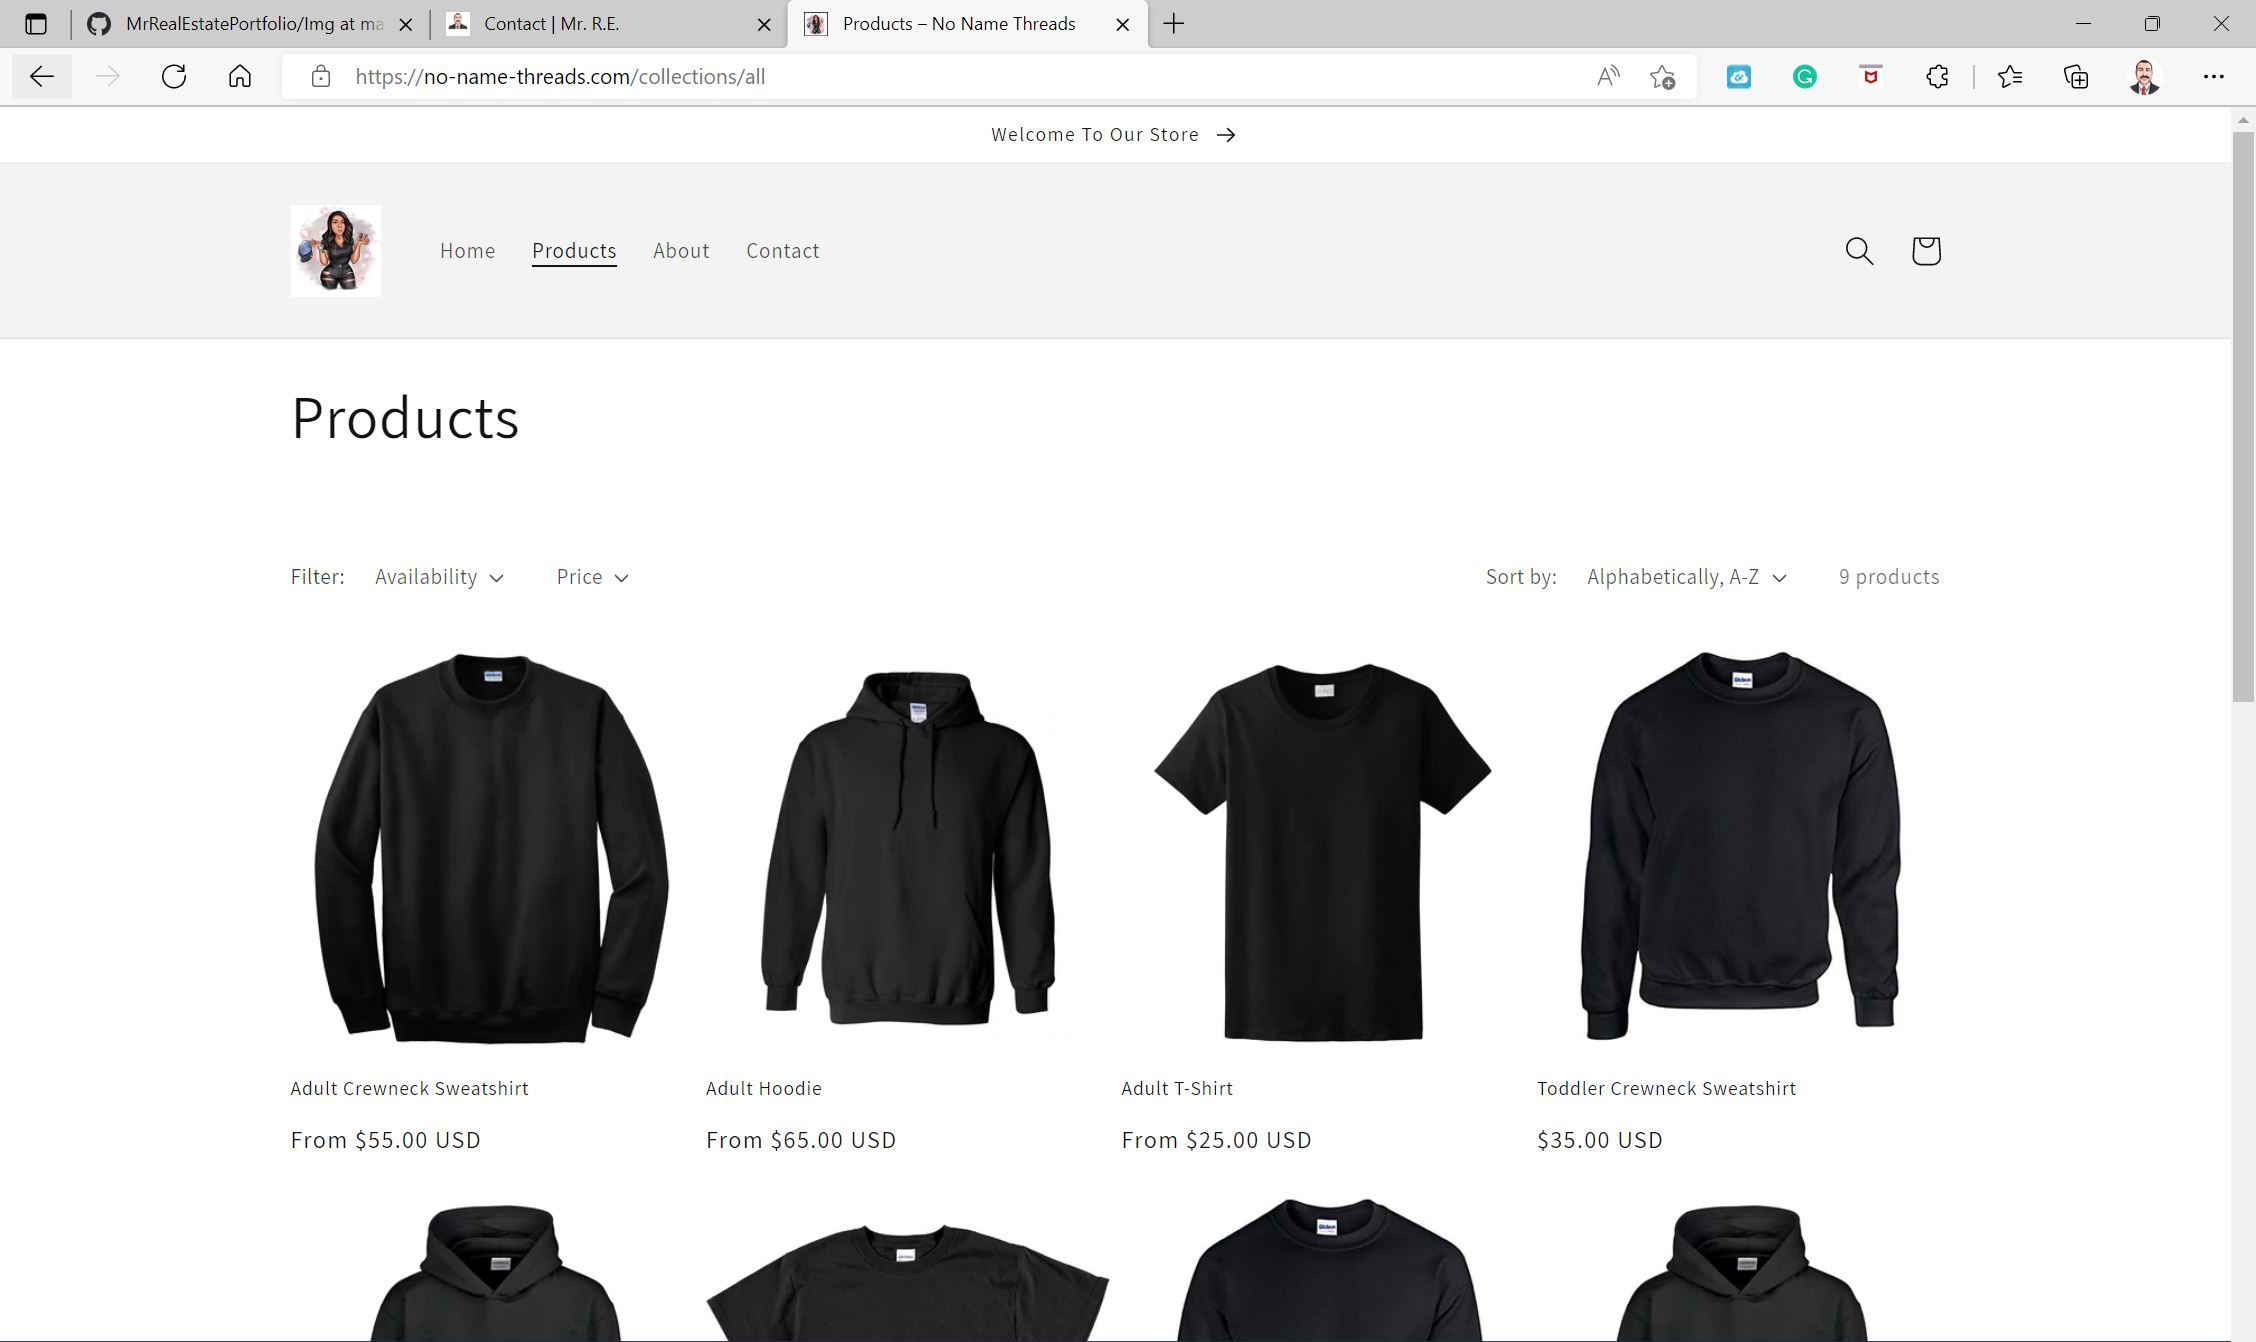 MrRealEstatePortfolio/Img at ma
Contact | Mr. R.E.
Products – No Name Threads
https://no-name-threads.com/collections/all
Welcome To Our Store
Home
Products
About
Contact
Products
Filter:
Availability
Price
Sort by:
Alphabetically, A-Z
9 products
Adult Crewneck Sweatshirt
Adult Hoodie
Adult T-Shirt
Toddler Crewneck Sweatshirt
From $55.00 USD
From $65.00 USD
From $25.00 USD
$35.00 USD